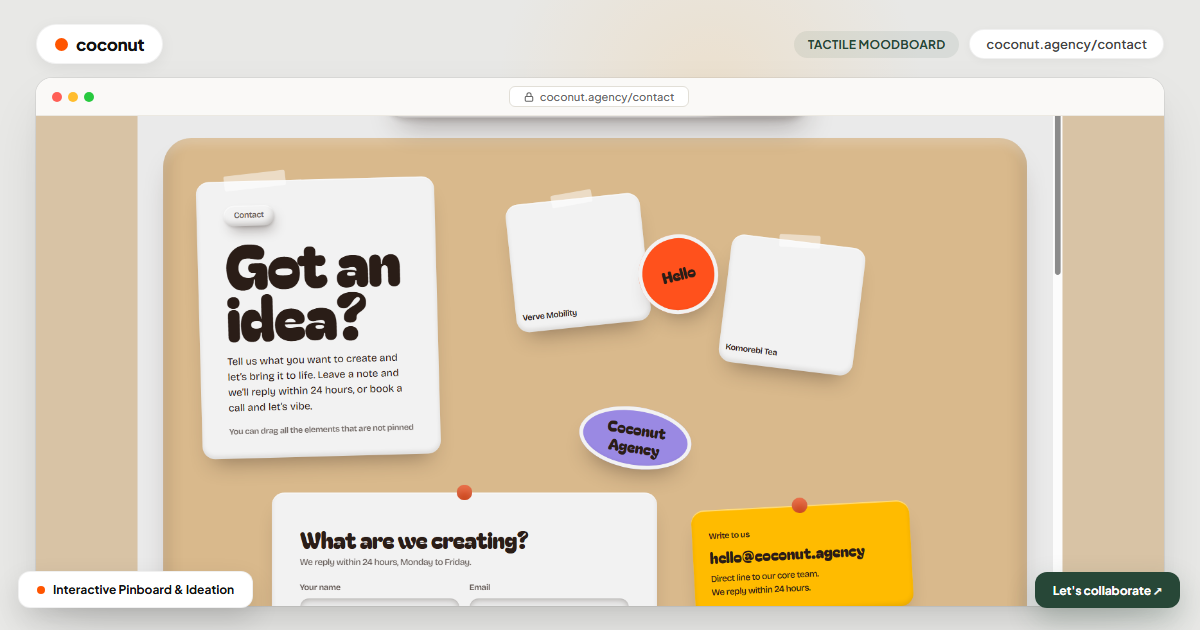 coconut
TACTILE MOODBOARD
coconut.agency/contact
coconut.agency/contact
Contact
Got an
idea?
Tell us what you want to create and
let's bring it to life. Leave a note and
we'll reply within 24 hours, or book a
call and let's vibe.
You can drag all the elements that are not pinned
Verve Mobility
Hello
Komorebi Tea
Coconut
Agency
What are we creating?
We reply within 24 hours, Monday to Friday.
Your name
Email
Write to us
hello@coconut.agency
Direct line to our core team.
We reply within 24 hours.
Interactive Pinboard & Ideation
Let's collaborate ↗